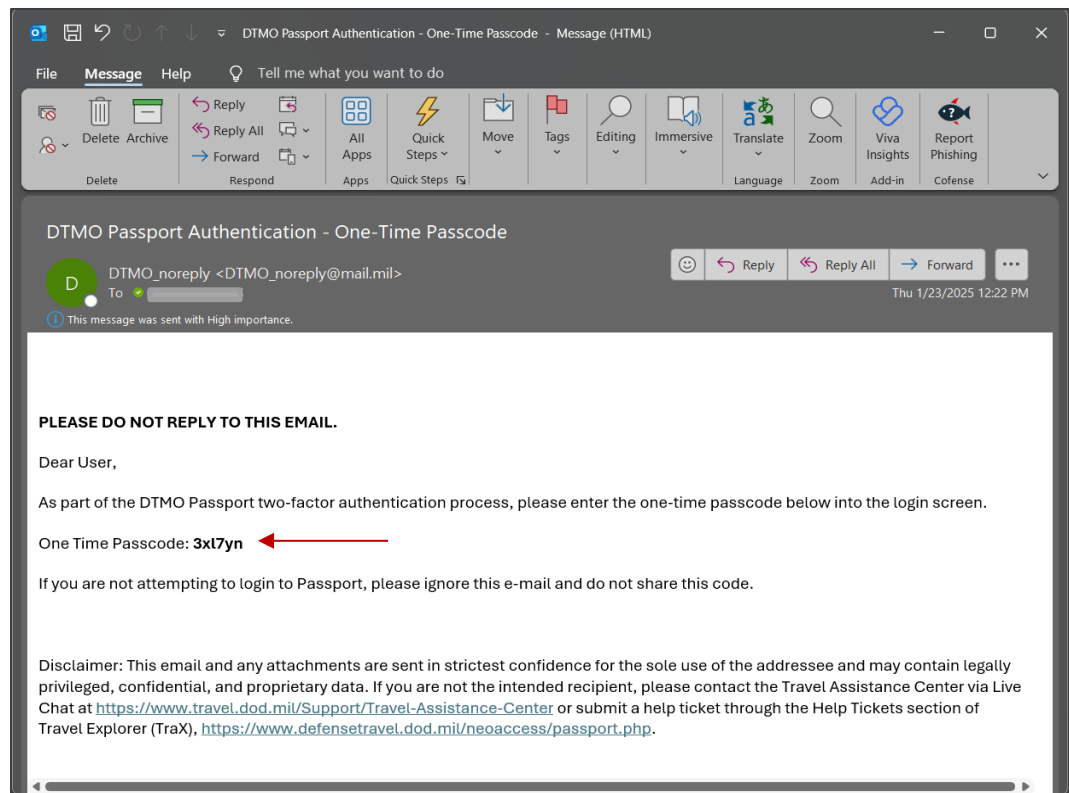 DTMO Passport Authentication - One-Time Passcode - Message (HTML)
File Message Help Tell me what you want to do
Delete Archive
Reply
Reply All
Forward
All Apps
Quick Steps
Move
Tags
Editing
Immersive
Translate
Zoom
Viva Insights
Report Phishing
Delete Respond Apps Quick Steps Language Zoom Add-in Cofense
DTMO Passport Authentication - One-Time Passcode
D
DTMO_noreply <DTMO_noreply@mail.mil>
To
Reply Reply All Forward
Thu 1/23/2025 12:22 PM
This message was sent with High importance.
PLEASE DO NOT REPLY TO THIS EMAIL.
Dear User,
As part of the DTMO Passport two-factor authentication process, please enter the one-time passcode below into the login screen.
One Time Passcode: 3xl7yn
If you are not attempting to login to Passport, please ignore this e-mail and do not share this code.
Disclaimer: This email and any attachments are sent in strictest confidence for the sole use of the addressee and may contain legally
privileged, confidential, and proprietary data. If you are not the intended recipient, please contact the Travel Assistance Center via Live
Chat at https://www.travel.dod.mil/Support/Travel-Assistance-Center or submit a help ticket through the Help Tickets section of
Travel Explorer (TraX), https://www.defensetravel.dod.mil/neoaccess/passport.php.